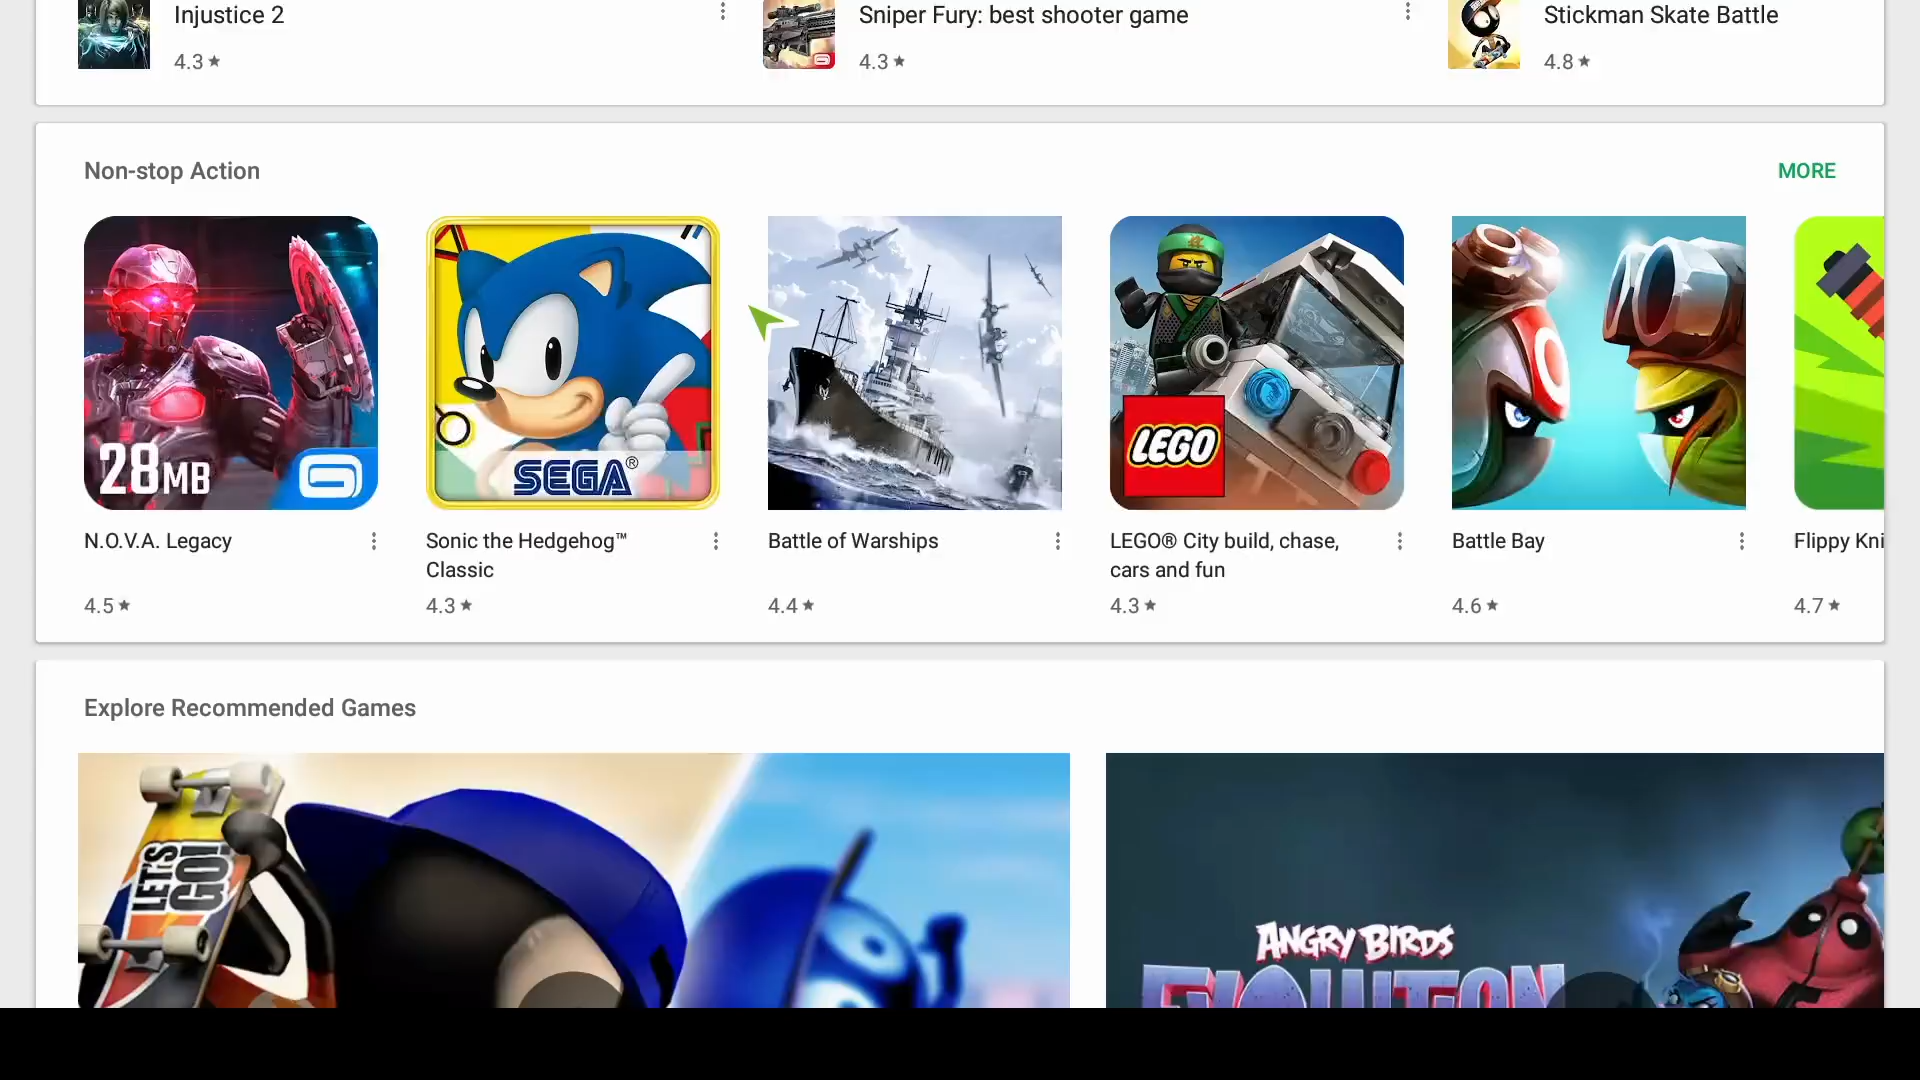 Injustice 2
Sniper Fury: best shooter game
Stickman Skate Battle
4.3 ★
4.3 ★
4.8 ★
Non-stop Action
MORE
28MB
SEGA®
LEGO
N.O.V.A. Legacy
Sonic the Hedgehog™
Classic
Battle of Warships
LEGO® City build, chase,
cars and fun
Battle Bay
Flippy Kni
4.5 ★
4.3 ★
4.4 ★
4.3 ★
4.6 ★
4.7 ★
Explore Recommended Games
LET'S
GO!
ANGRY BIRDS
EVOLUTION